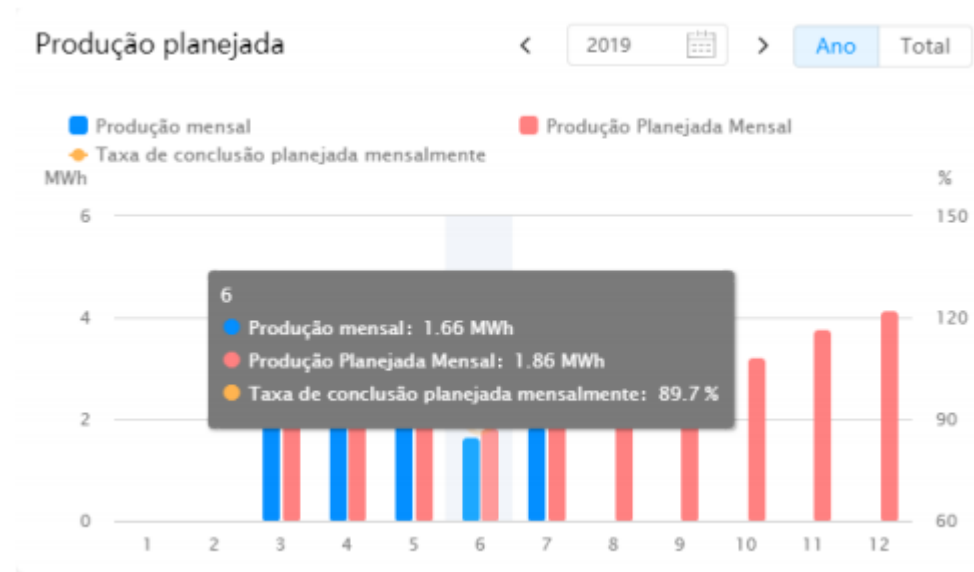 Produção planejada
< 2019 > Ano Total
Produção mensal Produção Planejada Mensal
Taxa de conclusão planejada mensalmente
MWh %
6 150
6
Produção mensal: 1.66 MWh
4 120
Produção Planejada Mensal: 1.86 MWh
Taxa de conclusão planejada mensalmente: 89.7 %
2 90
0 60
1 2 3 4 5 6 7 8 9 10 11 12